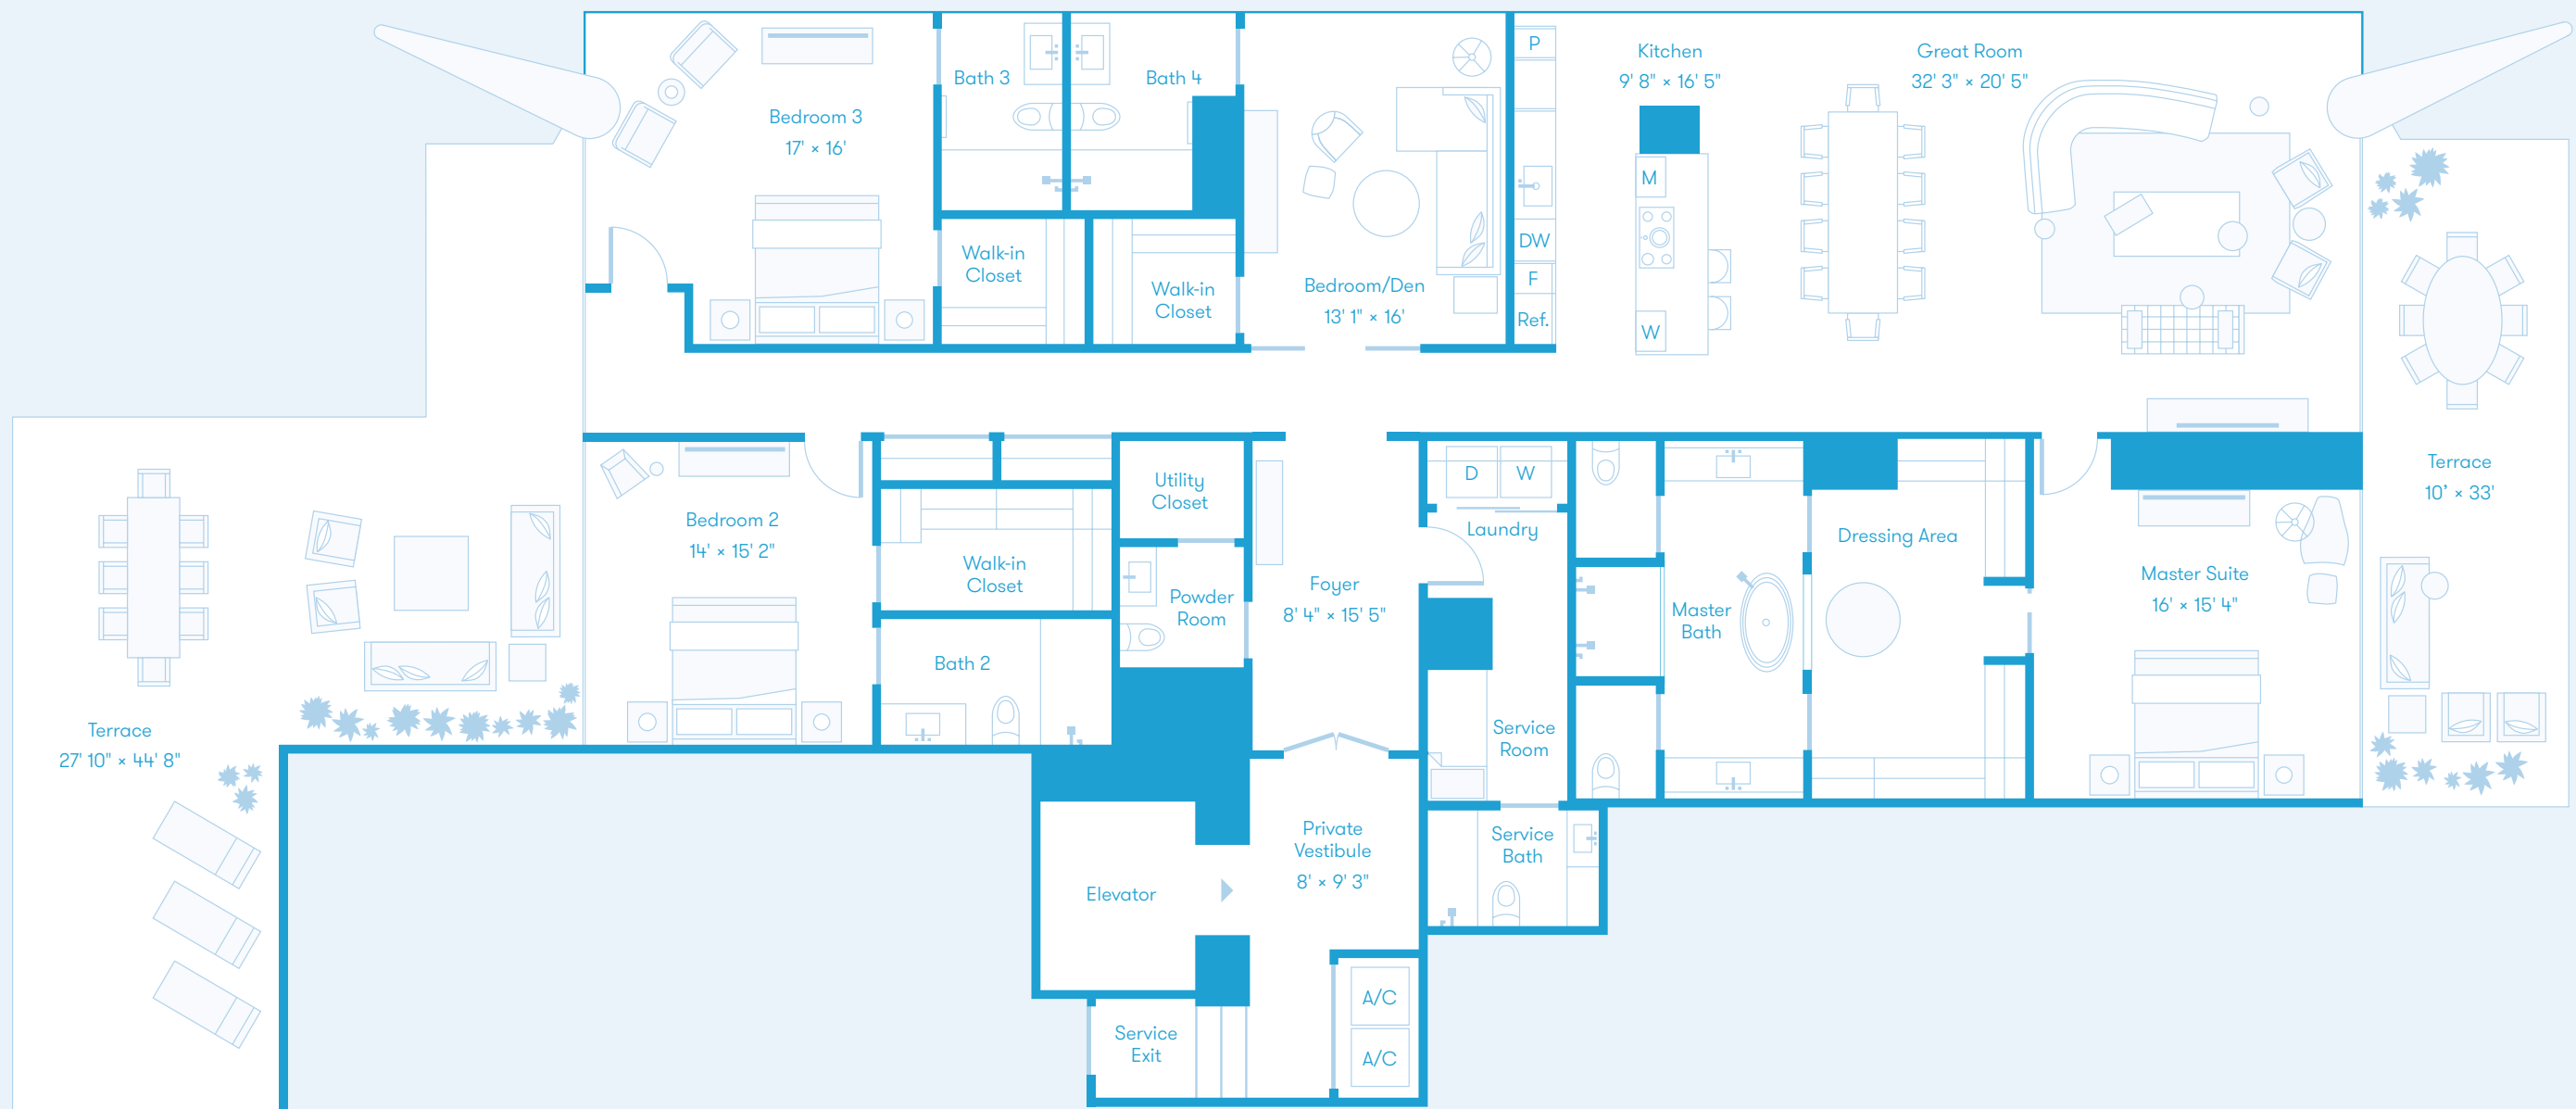 Bedroom 3
17' × 16'
Bath 3
Bath 4
Walk-in
Closet
Walk-in
Closet
Bedroom/Den
13' 1" × 16'
P
DW
F
Ref.
Kitchen
9' 8" × 16' 5"
M
W
Great Room
32' 3" × 20' 5"
Terrace
10’ × 33'
Terrace
27' 10" × 44' 8"
Bedroom 2
14' × 15' 2"
Walk-in
Closet
Bath 2
Utility
Closet
Powder
Room
Foyer
8' 4" × 15' 5"
D
W
Laundry
Service
Room
Master
Bath
Dressing Area
Master Suite
16' × 15' 4"
Elevator
Private
Vestibule
8' × 9' 3"
Service
Bath
Service
Exit
A/C
A/C